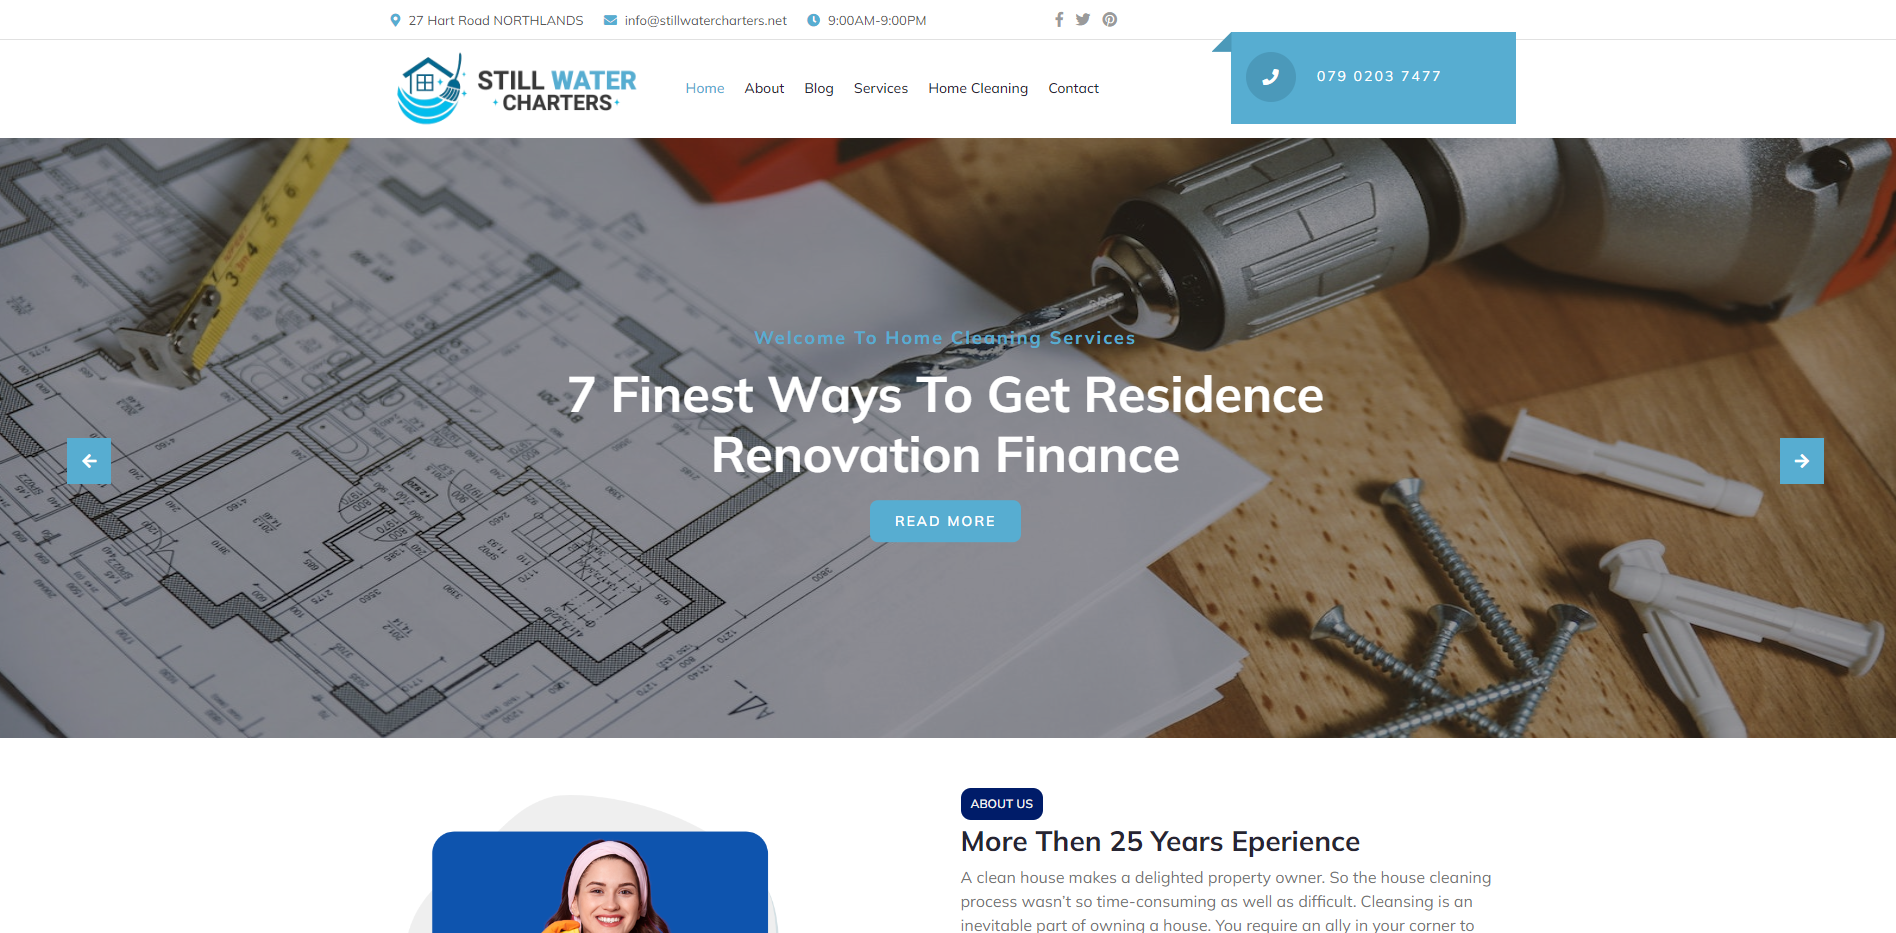 27 Hart Road NORTHLANDS
info@stillwatercharters.net
9:00AM-9:00PM
STILL WATER
CHARTERS
Home
About
Blog
Services
Home Cleaning
Contact
079 0203 7477
Welcome To Home Cleaning Services
7 Finest Ways To Get Residence
Renovation Finance
READ MORE
ABOUT US
More Then 25 Years Eperience
A clean house makes a delighted property owner. So the house cleaning
process wasn't so time-consuming as well as difficult. Cleansing is an
inevitable part of owning a house. You require an ally in your corner to